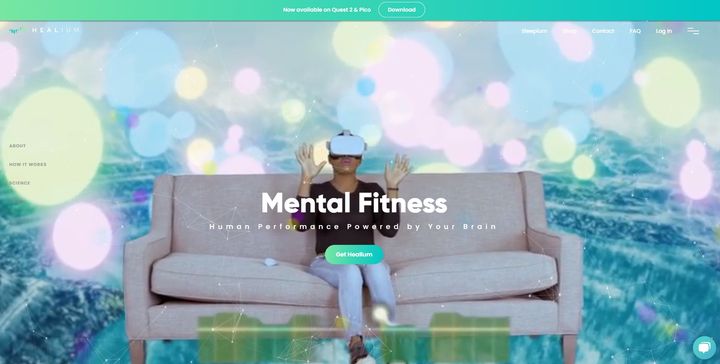 Now available on Quest 2 & Pico
Download
HEALIUM
Sleepium
Shop
Contact
FAQ
Log in
ABOUT
HOW IT WORKS
SCIENCE
Mental Fitness
Human Performance Powered by Your Brain
Get Healium